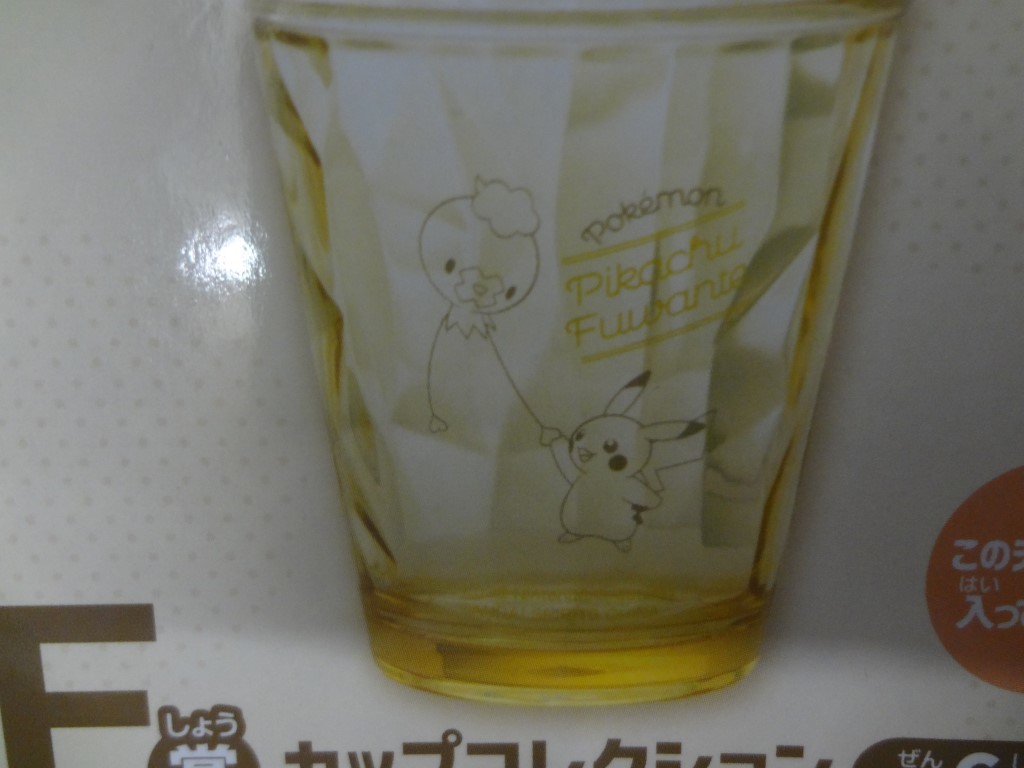 pokémon
Pikachu
Fuwante
この
はい
入っ
F
しょう
賞
カップコレクション
ぜん